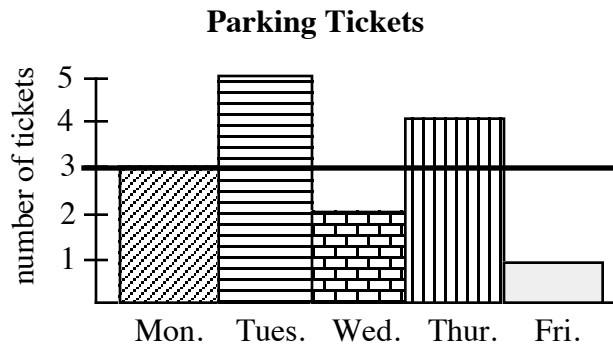 Parking Tickets
number of tickets
5
4
3
2
1
Mon. Tues. Wed. Thur. Fri.